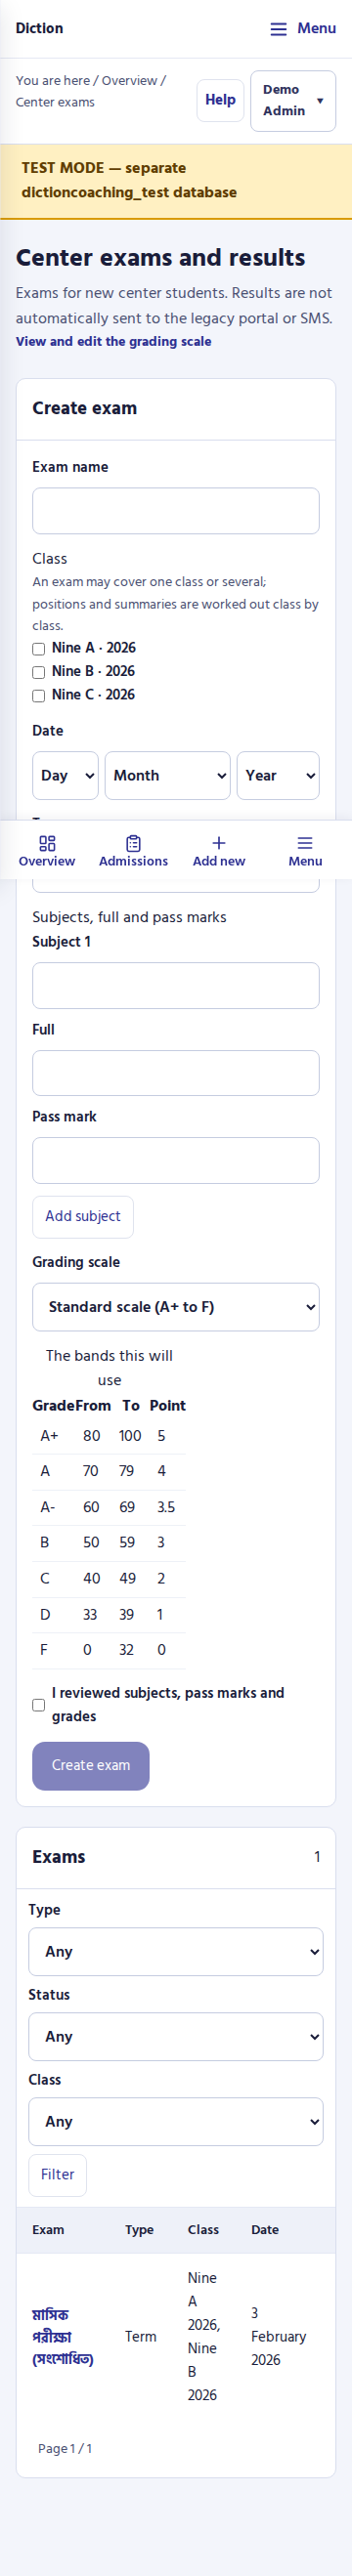 Diction
Menu
You are here / Overview /
Center exams
Help
Demo
Admin
TEST MODE — separate
dictioncoaching_test database
Center exams and results
Exams for new center students. Results are not
automatically sent to the legacy portal or SMS.
View and edit the grading scale
Create exam
Exam name
Class
An exam may cover one class or several;
positions and summaries are worked out class by
class.
Nine A · 2026
Nine B · 2026
Nine C · 2026
Date
Day Month Year
Overview Admissions Add new Menu
Subjects, full and pass marks
Subject 1
Full
Pass mark
Add subject
Grading scale
Standard scale (A+ to F)
The bands this will
use
Grade From To Point
A+ 80 100 5
A 70 79 4
A- 60 69 3.5
B 50 59 3
C 40 49 2
D 33 39 1
F 0 32 0
I reviewed subjects, pass marks and
grades
Create exam
Exams 1
Type
Any
Status
Any
Class
Any
Filter
Exam Type Class Date
মাসিক
পরীক্ষা
(সংশোধিত)
Term
Nine
A
2026,
Nine
B
2026
3
February
2026
Page 1 / 1